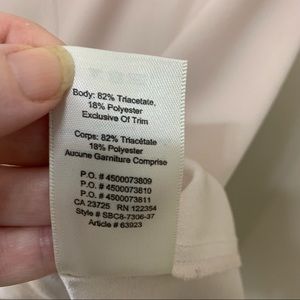 Body: 82% Triacetate,
18% Polyester
Exclusive Of Trim
Corps: 82% Triacétate
18% Polyester
Aucune Garniture Comprise
P.O. # 4500073809
P.O. # 4500073810
P.O. # 4500073811
CA 23725 RN 122354
Style # SBC8-7306-37
Article # 63923